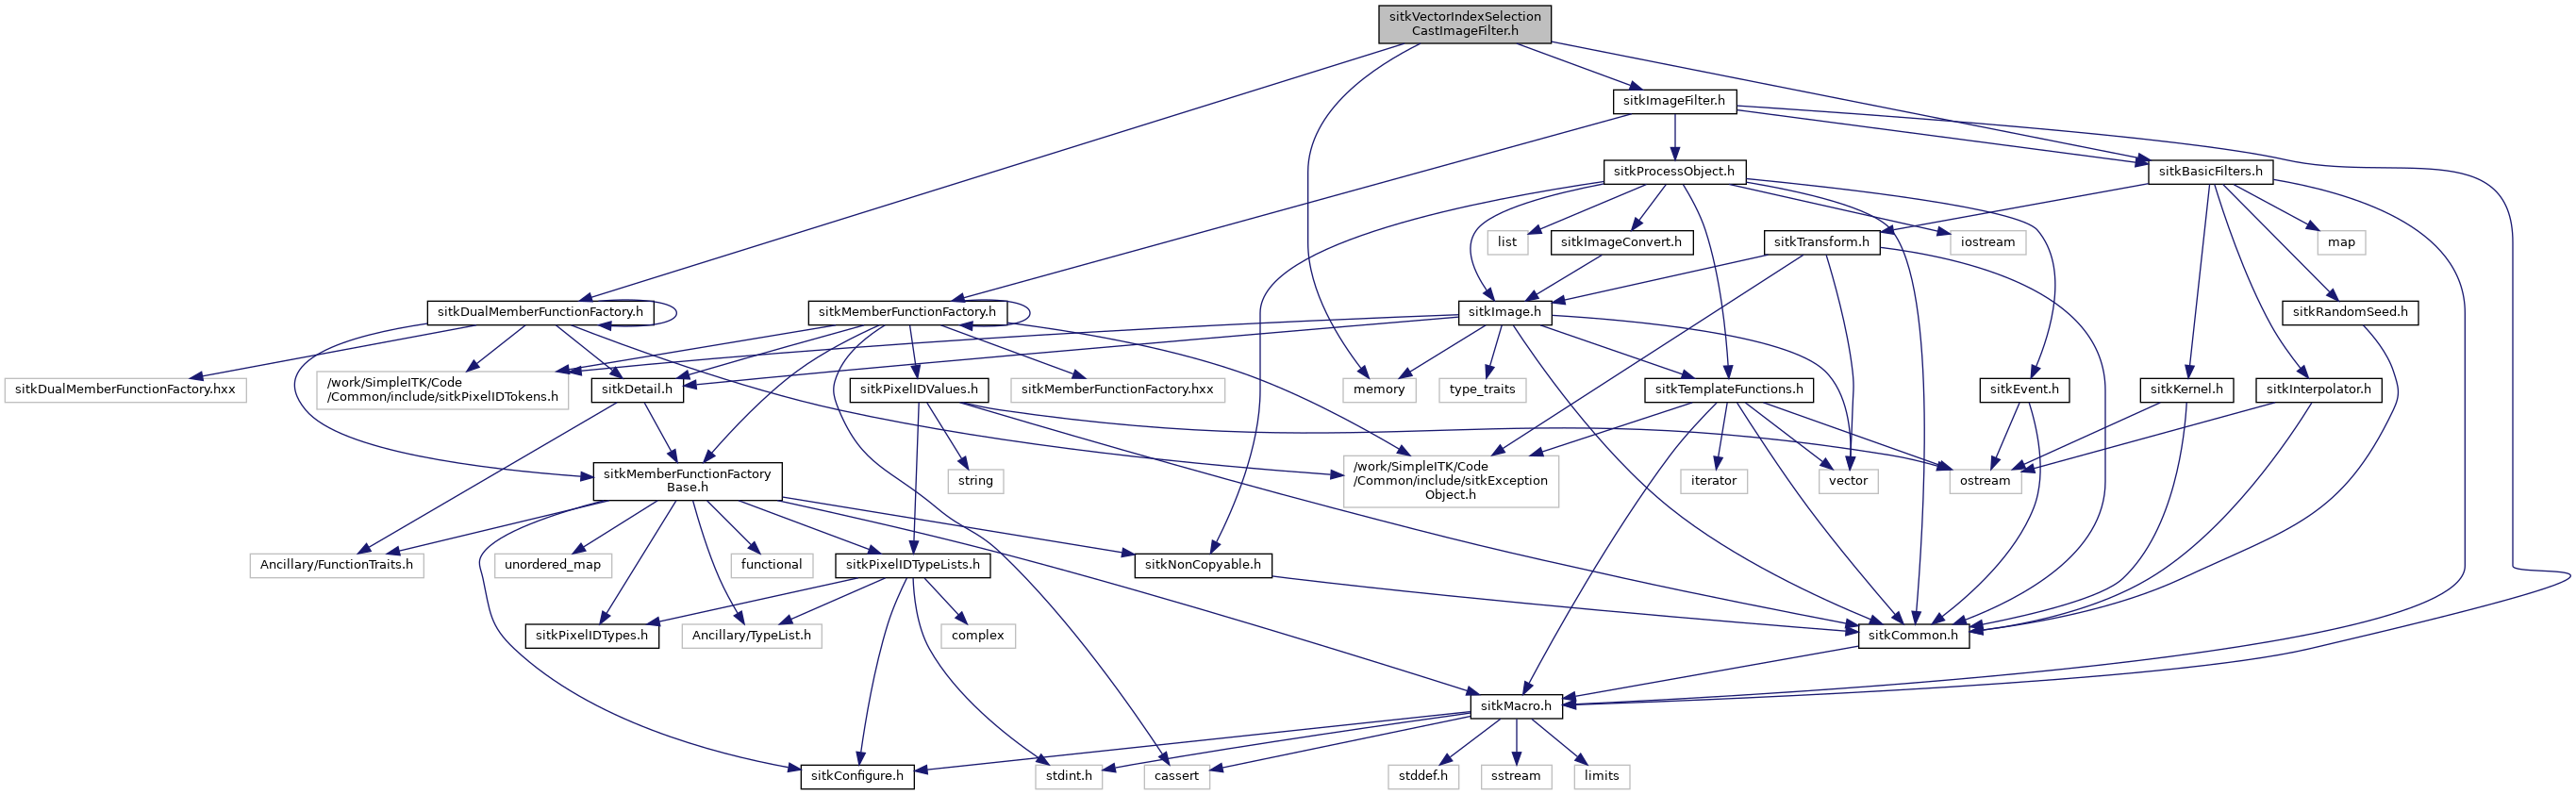 sitkVectorIndexSelection
CastImageFilter.h
sitkImageFilter.h
sitkProcessObject.h
sitkBasicFilters.h
list
sitkImageConvert.h
sitkTransform.h
iostream
map
sitkDualMemberFunctionFactory.h
sitkMemberFunctionFactory.h
sitkImage.h
sitkRandomSeed.h
sitkDualMemberFunctionFactory.hxx
/work/SimpleITK/Code
/Common/include/sitkPixelIDTokens.h
sitkDetail.h
sitkPixelIDValues.h
sitkMemberFunctionFactory.hxx
memory
type_traits
sitkTemplateFunctions.h
sitkEvent.h
sitkKernel.h
sitkInterpolator.h
sitkMemberFunctionFactory
Base.h
string
/work/SimpleITK/Code
/Common/include/sitkException
Object.h
iterator
vector
ostream
Ancillary/FunctionTraits.h
unordered_map
functional
sitkPixelIDTypeLists.h
sitkNonCopyable.h
sitkPixelIDTypes.h
Ancillary/TypeList.h
complex
sitkCommon.h
sitkMacro.h
sitkConfigure.h
stdint.h
cassert
stddef.h
sstream
limits